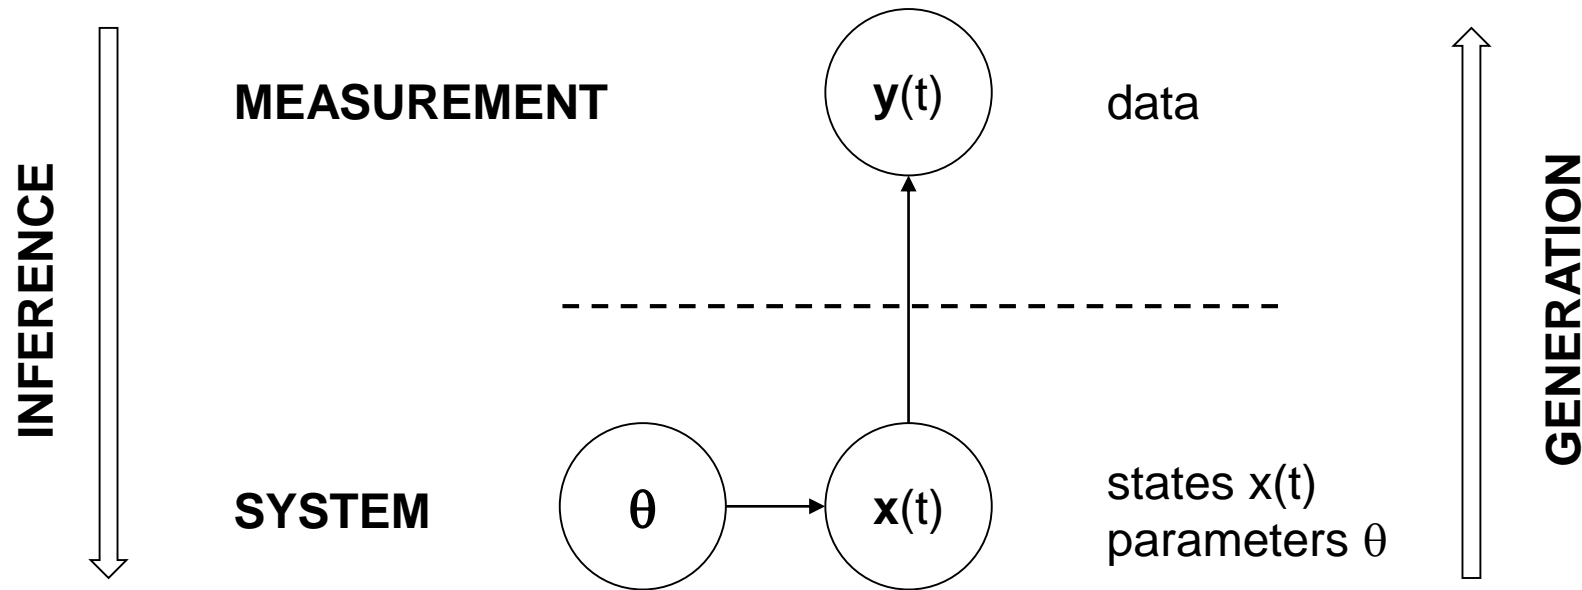 INFERENCE
MEASUREMENT
y(t)
data
GENERATION
SYSTEM
θ
x(t)
states x(t)
parameters θ